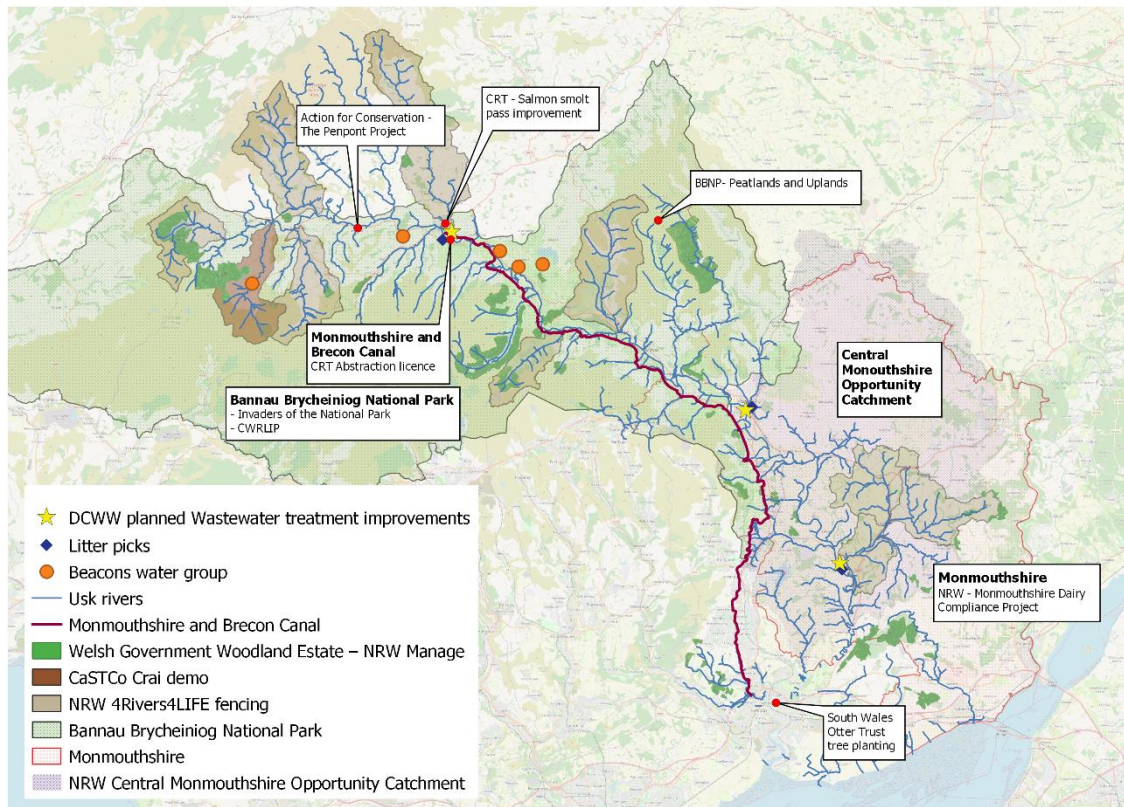 CRT - Salmon smolt
pass improvement
Action for Conservation -
The Penpont Project
BBNP- Peatlands and Uplands
Monmouthshire and
Brecon Canal
CRT Abstraction licence
Bannau Brycheiniog National Park
- Invaders of the National Park
- CWRLIP
Central
Monouthshire
Opportunity
Catchment
Monmouthshire
NRW - Monmouthshire Dairy
Compliance Project
South Wales
Otter Trust
tree planting
DCWW planned Wastewater treatment improvements
Litter picks
Beacons water group
Usk rivers
Monmouthshire and Brecon Canal
Welsh Government Woodland Estate – NRW Manage
CaSTCo Crai demo
NRW 4Rivers4LIFE fencing
Bannau Brycheiniog National Park
Monmouthshire
NRW Central Monmouthshire Opportunity Catchment